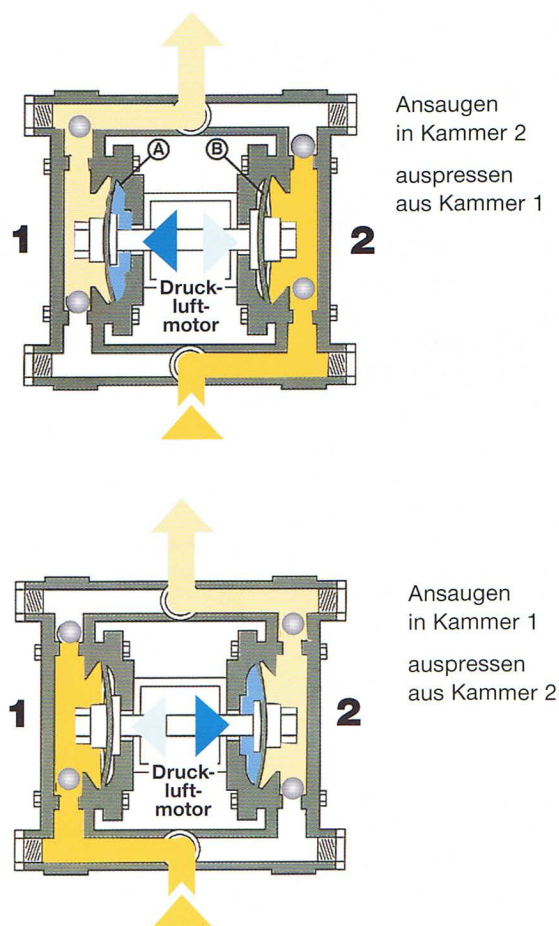 Ansaugen
in Kammer 2
auspressen
aus Kammer 1
A
B
1
2
Druck-
luft-
motor
Ansaugen
in Kammer 1
auspressen
aus Kammer 2
1
2
Druck-
luft-
motor